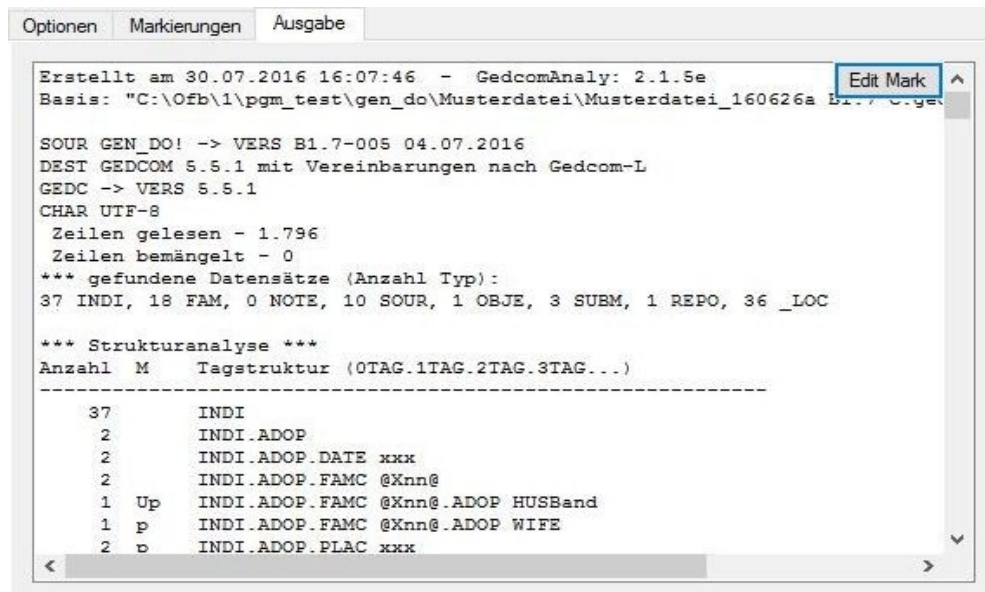 Optionen Markierungen Ausgabe
Erstellt am 30.07.2016 16:07:46 - GedcomAnaly: 2.1.5e
Edit Mark
Basis: "C:\Ofb\1\pgm_test\gen_do\Musterdatei\Musterdatei_160626a
SOUR GEN_DO! -> VERS B1.7-005 04.07.2016
DEST GEDCOM 5.5.1 mit Vereinbarungen nach Gedcom-L
GEDC -> VERS 5.5.1
CHAR UTF-8
Zeilen gelesen - 1.796
Zeilen bemängelt - 0
*** gefundene Datensätze (Anzahl Typ):
37 INDI, 18 FAM, 0 NOTE, 10 SOUR, 1 OBJE, 3 SUBM, 1 REPO, 36 _LOC
*** Strukturanalyse ***
Anzahl M Tagstruktur (0TAG.1TAG.2TAG.3TAG...)
------------------------------------------------------------
37 INDI
2 INDI.ADOP
2 INDI.ADOP.DATE xxx
2 INDI.ADOP.FAMC @Xnn@
1 Up INDI.ADOP.FAMC @Xnn@.ADOP HUSBand
1 p INDI.ADOP.FAMC @Xnn@.ADOP WIFE
2 p INDI.ADOP.PLAC xxx